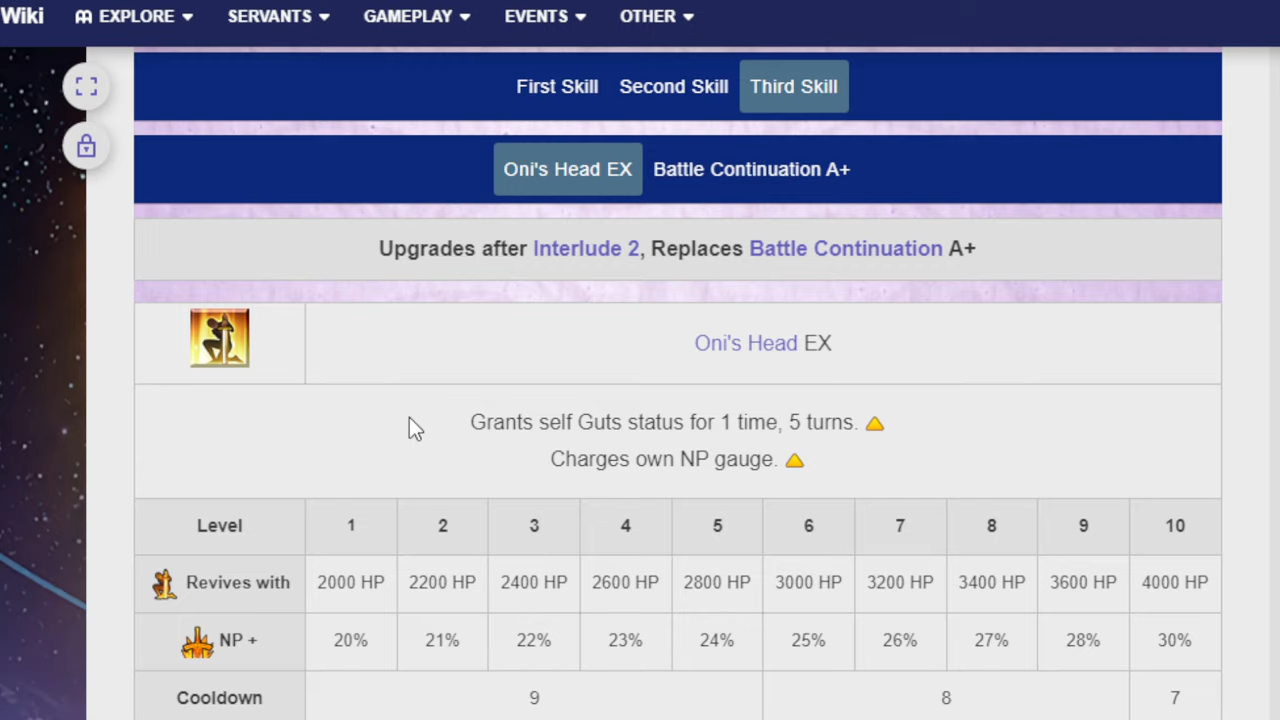 Wiki EXPLORE SERVANTS GAMEPLAY EVENTS OTHER
First Skill Second Skill Third Skill
Oni's Head EX Battle Continuation A+
Upgrades after Interlude 2, Replaces Battle Continuation A+
Oni's Head EX
Grants self Guts status for 1 time, 5 turns.
Charges own NP gauge.
Level 1 2 3 4 5 6 7 8 9 10
Revives with 2000 HP 2200 HP 2400 HP 2600 HP 2800 HP 3000 HP 3200 HP 3400 HP 3600 HP 4000 HP
NP + 20% 21% 22% 23% 24% 25% 26% 27% 28% 30%
Cooldown 9 8 7